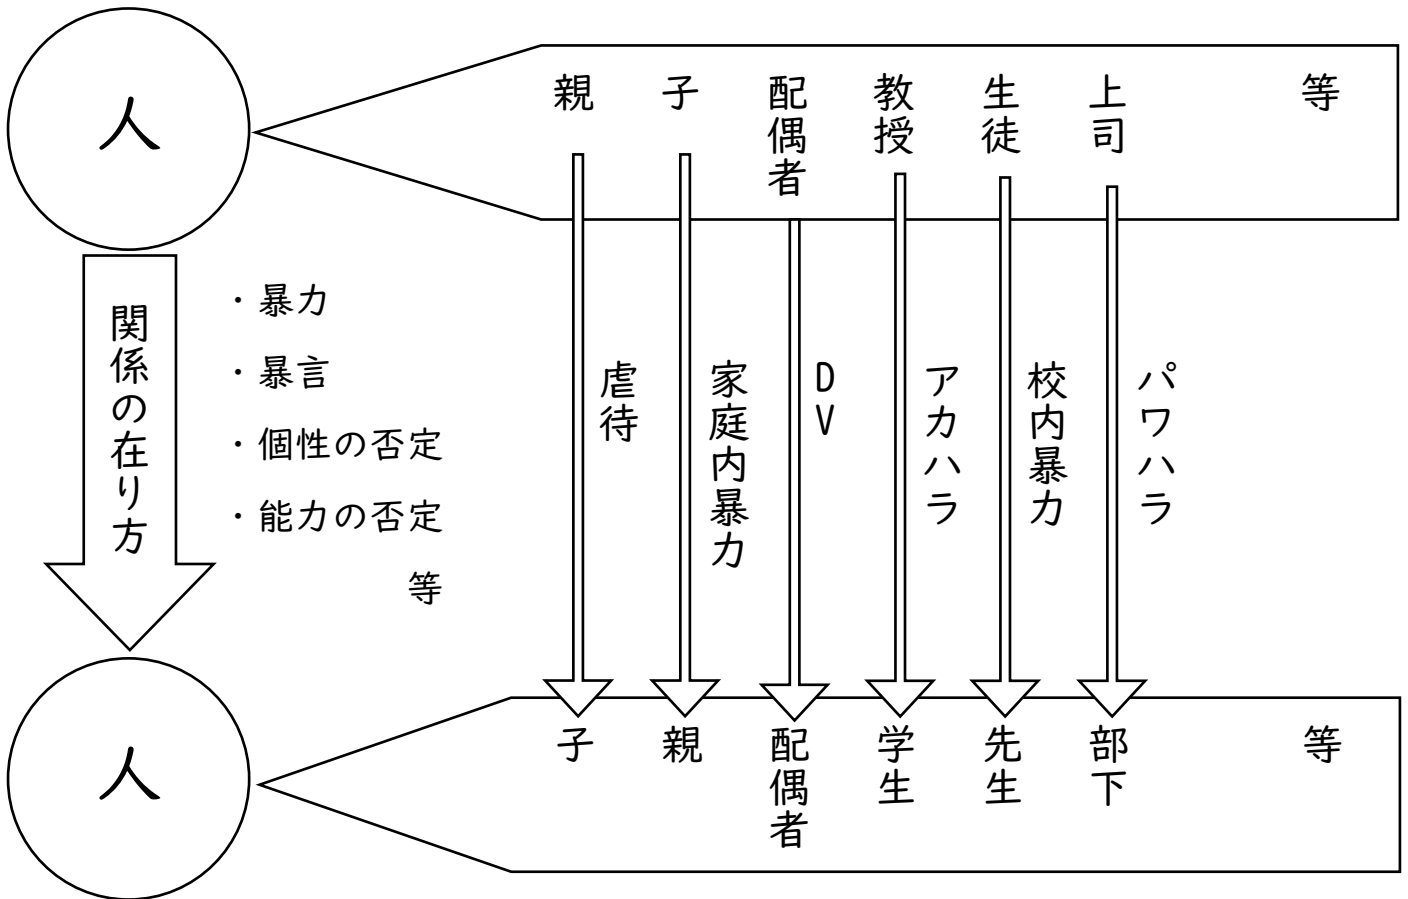 人
親
子
配偶者
教授
生徒
上司
等
関係の在り方
・暴力
・暴言
・個性の否定
・能力の否定
等
虐待
家庭内暴力
DV
アカハラ
校内暴力
パワハラ
人
子
親
配偶者
学生
先生
部下
等